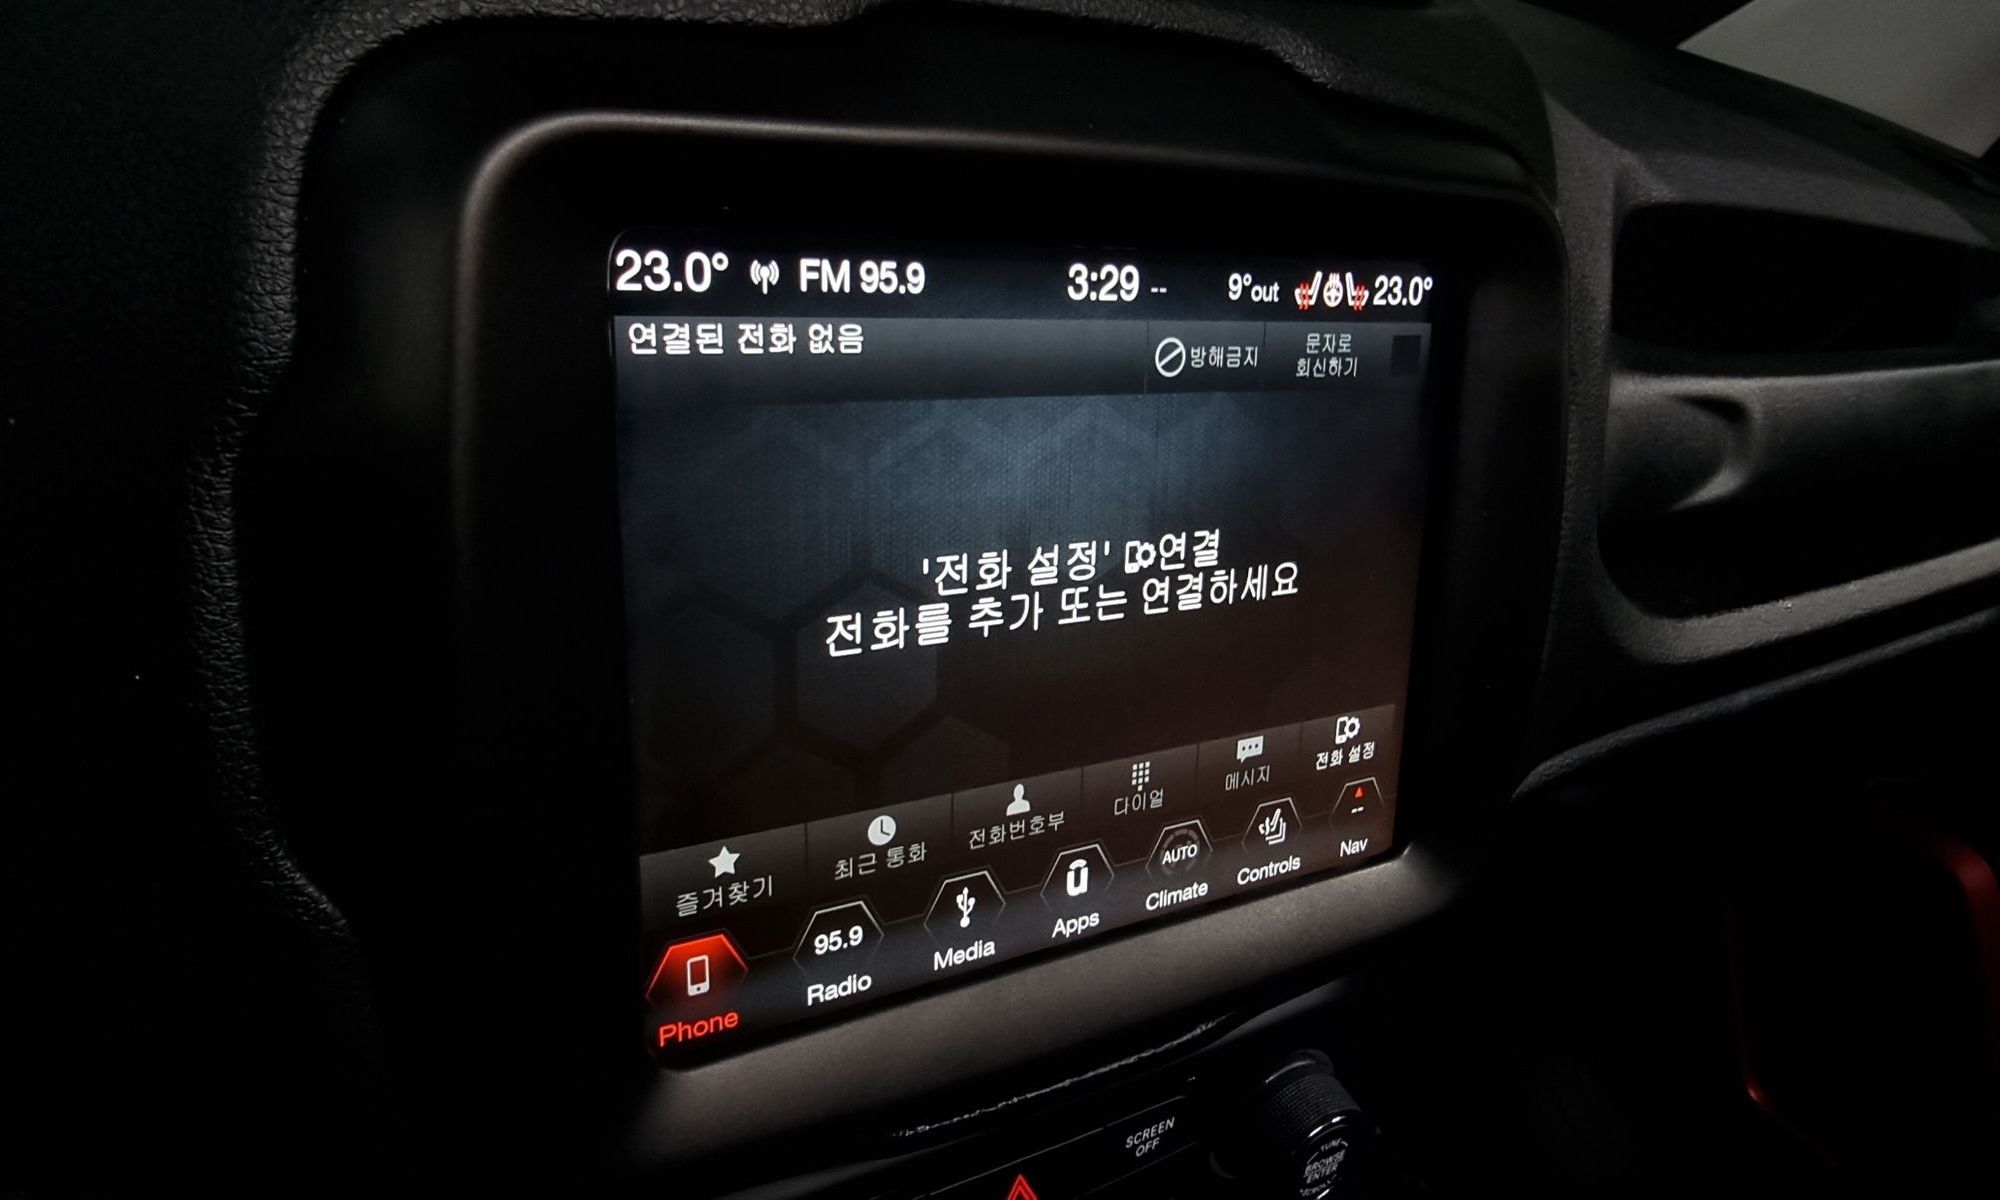 23.0° FM 95.9 3:29 -- 9°out 23.0°
연결된 전화 없음
방해금지
문자로
회신하기
'전화 설정' 연결
전화를 추가 또는 연결하세요
즐겨찾기
최근 통화
전화번호부
다이얼
메시지
전화 설정
Phone
95.9
Radio
Media
Apps
AUTO
Climate
Controls
--
Nav
SCREEN
OFF
TUNE
BROWSE
ENTER
SCROLL